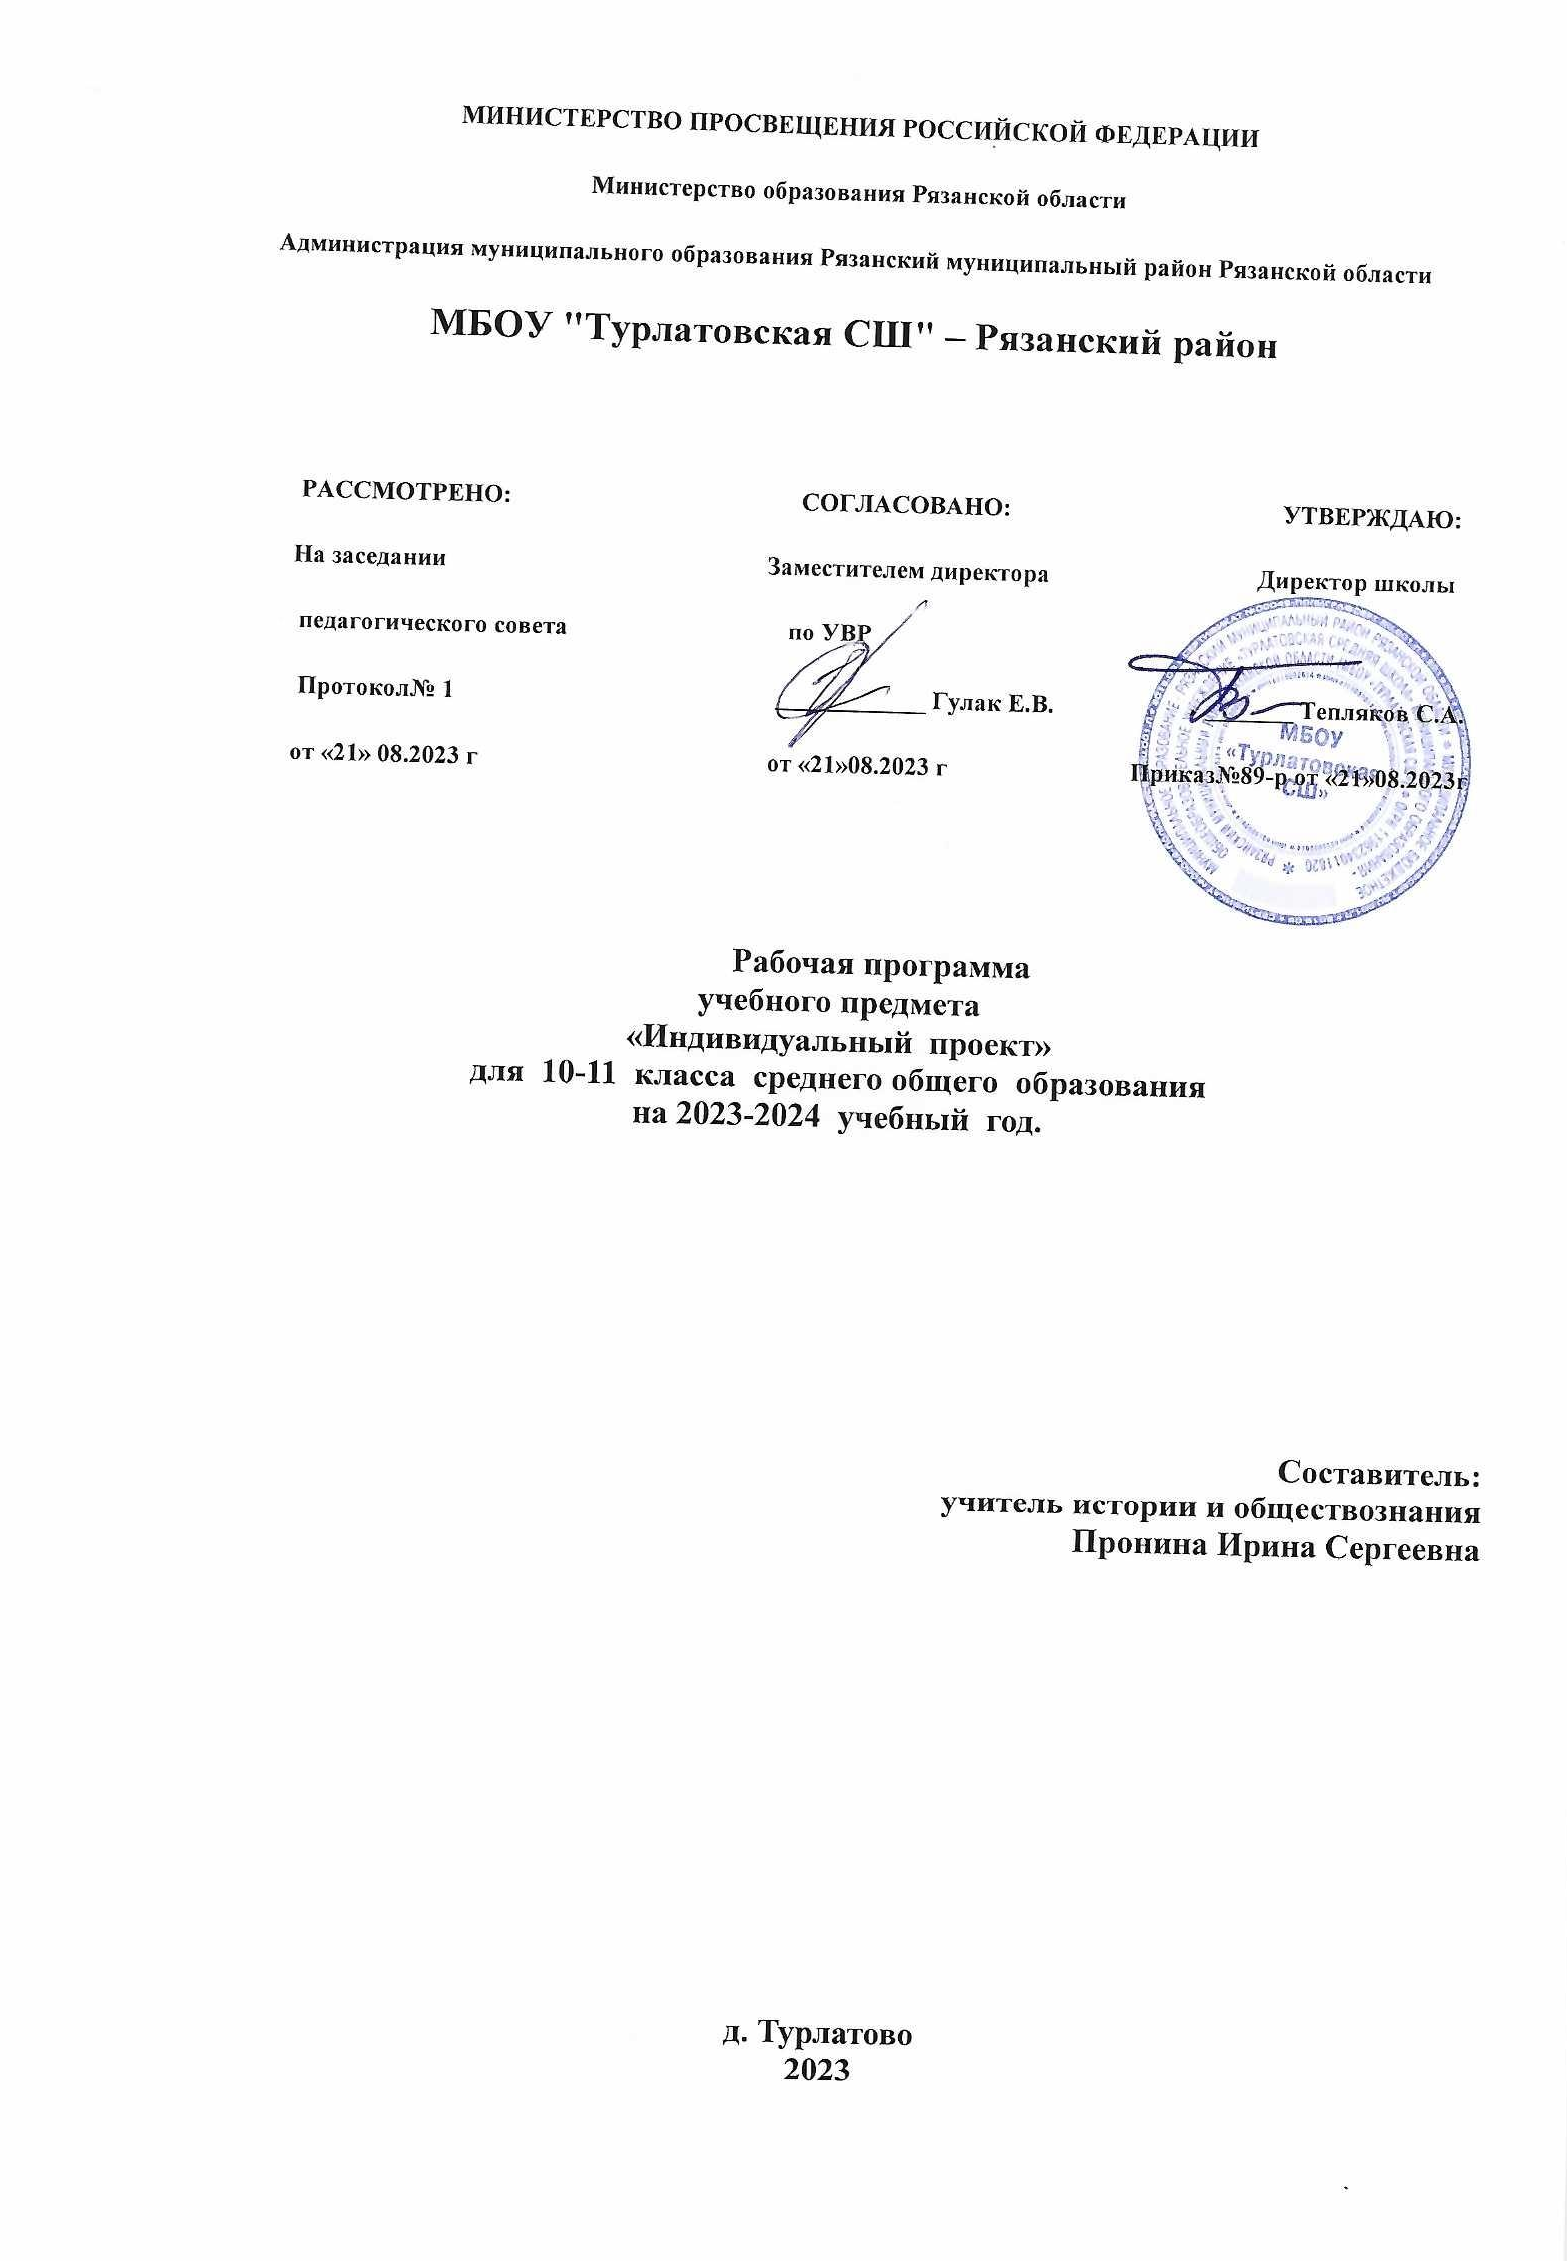 МИНИСТЕРСТВО ПРОСВЕЩЕНИЯ РОССИЙСКОЙ ФЕДЕРАЦИИ
Министерство образования Рязанской области
Администрация муниципального образования Рязанский муниципальный район Рязанской области
МБОУ "Турлатовская СШ" – Рязанский район
РАССМОТРЕНО:
На заседании
педагогического совета
Протокол№ 1
от «21» 08.2023 г
СОГЛАСОВАНО:
Заместителем директора
по УВР
____________ Гулак Е.В.
от «21»08.2023 г
УТВЕРЖДАЮ:
Директор школы
_______ Тепляков С.А.
Приказ№89-р от «21»08.2023г
МБОУ
«Турлатовская
СШ»
Рабочая программа
учебного предмета
«Индивидуальный проект»
для 10-11 класса среднего общего образования
на 2023-2024 учебный год.
Составитель:
учитель истории и обществознания
Пронина Ирина Сергеевна
д. Турлатово
2023